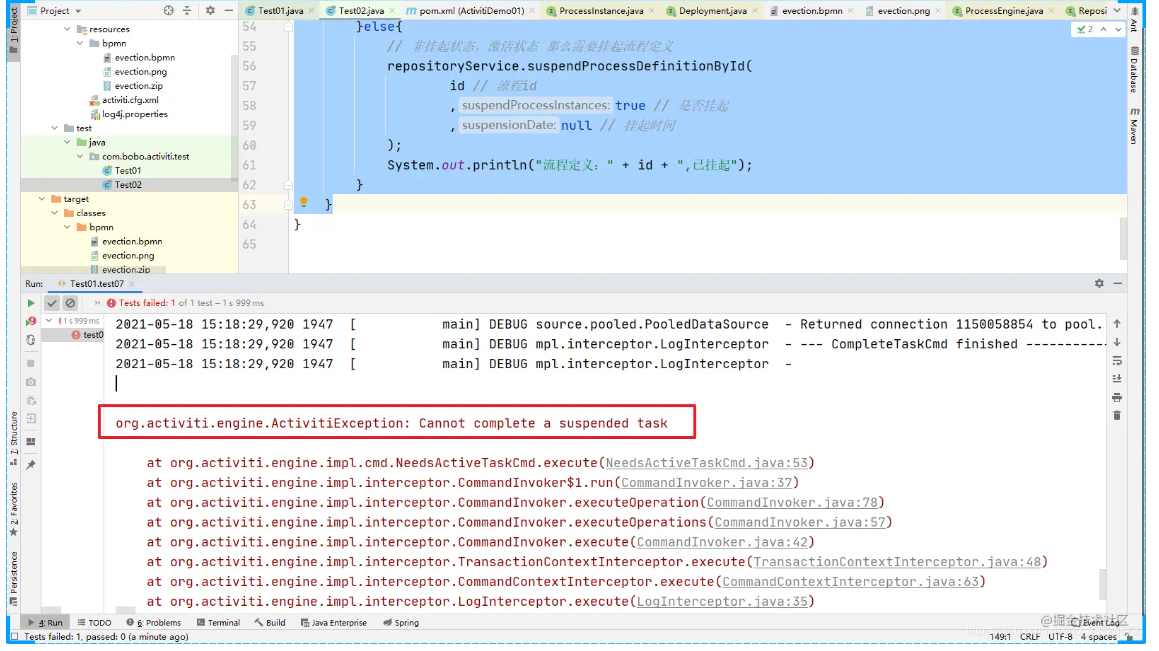 Project
Test01.java
Test02.java
pom.xml (ActivitiDemo01)
ProcessInstance.java
Deployment.java
evection.bpmn
evection.png
ProcessEngine.java
Reposi
1: Project
resources
bpmn
evection.bpmn
evection.png
evection.zip
activiti.cfg.xml
log4j.properties
test
java
com.bobo.activiti.test
Test01
Test02
target
classes
bpmn
evection.bpmn
evection.png
evection.zip
54 }else{
55 // 非挂起状态，激活状态 那么需要挂起流程定义
56 repositoryService.suspendProcessDefinitionById(
57 id // 流程id
58 , suspendProcessInstances: true // 是否挂起
59 , suspensionDate: null // 挂起时间
60 );
61 System.out.println("流程定义：" + id + ",已挂起");
62 }
63 }
64 }
65
2
Ant
Database
Maven
Run: Test01.test07
Tests failed: 1 of 1 test – 1 s 999 ms
1 s 999 ms
test0
2021-05-18 15:18:29,920 1947 [ main] DEBUG source.pooled.PooledDataSource - Returned connection 1150058854 to pool.
2021-05-18 15:18:29,920 1947 [ main] DEBUG mpl.interceptor.LogInterceptor - --- CompleteTaskCmd finished ----------
2021-05-18 15:18:29,920 1947 [ main] DEBUG mpl.interceptor.LogInterceptor -
org.activiti.engine.ActivitiException: Cannot complete a suspended task
at org.activiti.engine.impl.cmd.NeedsActiveTaskCmd.execute(NeedsActiveTaskCmd.java:53)
at org.activiti.engine.impl.interceptor.CommandInvoker$1.run(CommandInvoker.java:37)
at org.activiti.engine.impl.interceptor.CommandInvoker.executeOperation(CommandInvoker.java:78)
at org.activiti.engine.impl.interceptor.CommandInvoker.executeOperations(CommandInvoker.java:57)
at org.activiti.engine.impl.interceptor.CommandInvoker.execute(CommandInvoker.java:42)
at org.activiti.engine.impl.interceptor.TransactionContextInterceptor.execute(TransactionContextInterceptor.java:48)
at org.activiti.engine.impl.interceptor.CommandContextInterceptor.execute(CommandContextInterceptor.java:63)
at org.activiti.engine.impl.interceptor.LogInterceptor.execute(LogInterceptor.java:35)
7: Structure
2: Favorites
Persistence
4: Run
TODO
6: Problems
Terminal
Build
Java Enterprise
Spring
Event Log
@掘金技术社区
Tests failed: 1, passed: 0 (a minute ago)
149:1 CRLF UTF-8 4 spaces